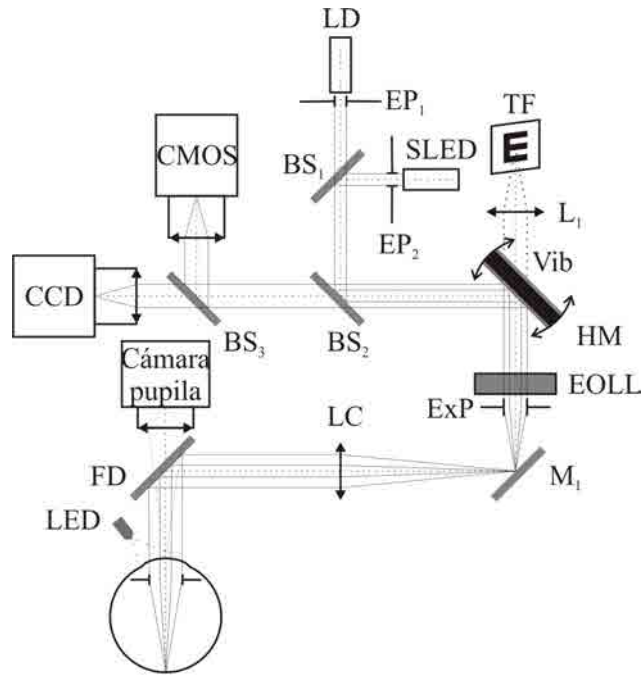 LD
EP₁
TF
E
CMOS
BS₁
SLED
EP₂
L₁
Vib
CCD
BS₃
BS₂
HM
Cámara
pupila
EOLL
LC
ExP
FD
M₁
LED